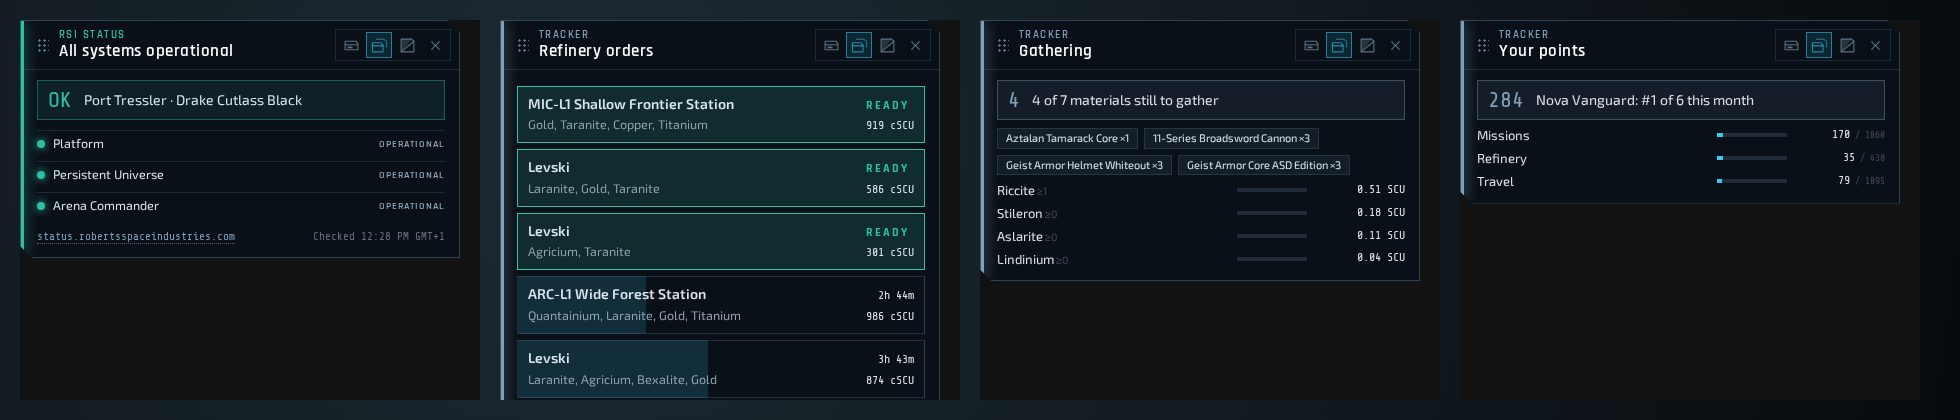 RSI STATUS
All systems operational
OK Port Tressler · Drake Cutlass Black
Platform OPERATIONAL
Persistent Universe OPERATIONAL
Arena Commander OPERATIONAL
status.robertsspaceindustries.com Checked 12:28 PM GMT+1
TRACKER
Refinery orders
MIC-L1 Shallow Frontier Station READY
Gold, Taranite, Copper, Titanium 919 cSCU
Levski READY
Laranite, Gold, Taranite 586 cSCU
Levski READY
Agricium, Taranite 301 cSCU
ARC-L1 Wide Forest Station 2h 44m
Quantainium, Laranite, Gold, Titanium 986 cSCU
Levski 3h 43m
Laranite, Agricium, Bexalite, Gold 874 cSCU
TRACKER
Gathering
4 4 of 7 materials still to gather
Aztalan Tamarack Core ×1 11-Series Broadsword Cannon ×3
Geist Armor Helmet Whiteout ×3 Geist Armor Core ASD Edition ×3
Riccite ≥1 0.51 SCU
Stileron ≥0 0.18 SCU
Aslarite ≥0 0.11 SCU
Lindinium ≥0 0.04 SCU
TRACKER
Your points
284 Nova Vanguard: #1 of 6 this month
Missions 170 / 1860
Refinery 35 / 430
Travel 79 / 1095